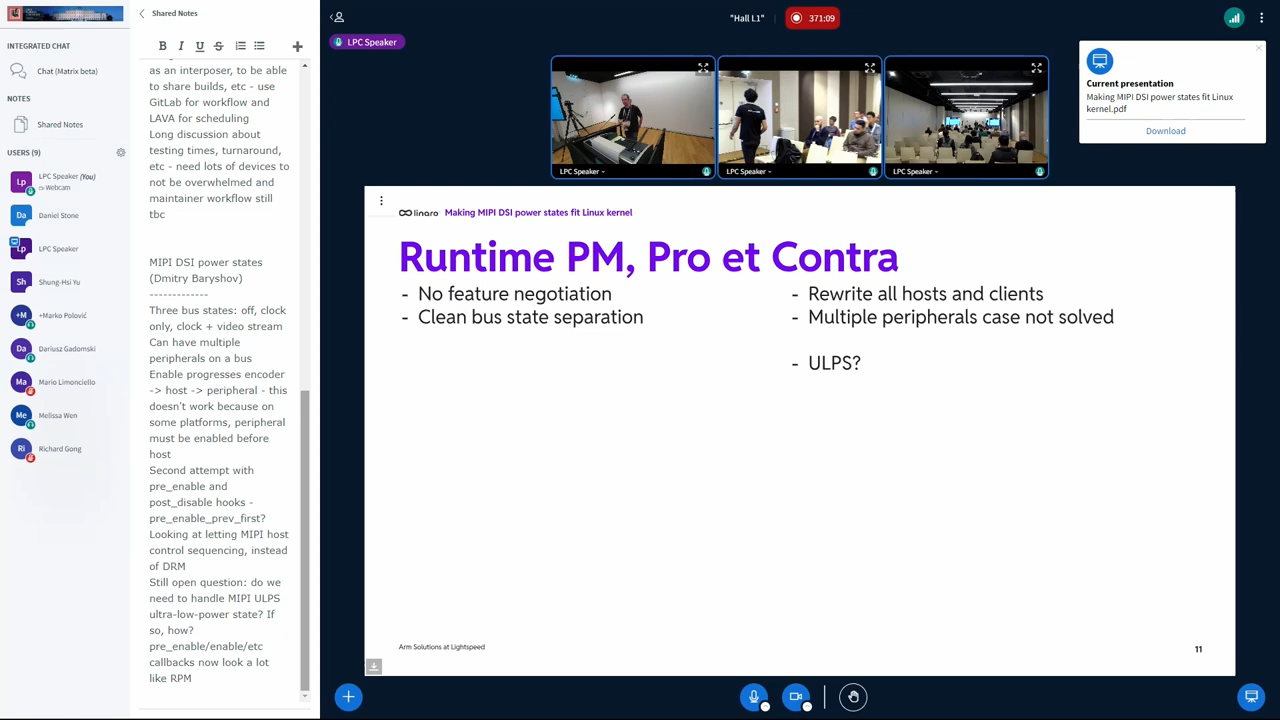 INTEGRATED CHAT
Chat (Matrix beta)
NOTES
Shared Notes
USERS (9)
Lp
LPC Speaker (You)
Webcam
Da
Daniel Stone
Lp
LPC Speaker
Sh
Shung-Hsi Yu
+M
+Marko Polović
Da
Dariusz Gadomski
Ma
Mario Limonciello
Me
Melissa Wen
Ri
Richard Gong
Shared Notes
B I U S
as an interposer, to be able
to share builds, etc - use
GitLab for workflow and
LAVA for scheduling
Long discussion about
testing times, turnaround,
etc - need lots of devices to
not be overwhelmed and
maintainer workflow still
tbc
MIPI DSI power states
(Dmitry Baryshov)
-------------
Three bus states: off, clock
only, clock + video stream
Can have multiple
peripherals on a bus
Enable progresses encoder
-> host -> peripheral - this
doesn't work because on
some platforms, peripheral
must be enabled before
host
Second attempt with
pre_enable and
post_disable hooks -
pre_enable_prev_first?
Looking at letting MIPI host
control sequencing, instead
of DRM
Still open question: do we
need to handle MIPI ULPS
ultra-low-power state? If
so, how?
pre_enable/enable/etc
callbacks now look a lot
like RPM
"Hall L1"
371:09
LPC Speaker
LPC Speaker
LPC Speaker
LPC Speaker
Current presentation
Making MIPI DSI power states fit Linux
kernel.pdf
Download
linaro Making MIPI DSI power states fit Linux kernel
Runtime PM, Pro et Contra
- No feature negotiation
- Clean bus state separation
- Rewrite all hosts and clients
- Multiple peripherals case not solved
- ULPS?
Arm Solutions at Lightspeed
11